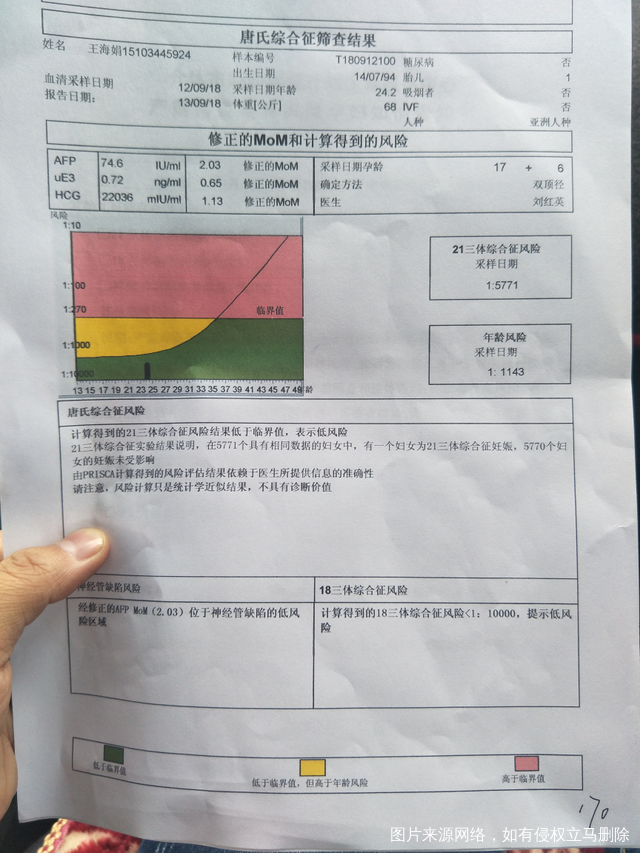 唐氏综合征筛查结果
姓名 王海娟15103445924 样本编号 T180912100 糖尿病 否
出生日期 14/07/94 胎儿 1
血清采样日期 12/09/18 采样日期年龄 24.2 吸烟者 否
报告日期: 13/09/18 体重[公斤] 68 IVF 否
人种 亚洲人种
修正的MoM和计算得到的风险
AFP 74.6 IU/ml 2.03 修正的MoM 采样日期孕龄 17 + 6
uE3 0.72 ng/ml 0.65 修正的MoM 确定方法 双顶径
HCG 22036 mIU/ml 1.13 修正的MoM 医生 刘红英
风险
1:10
21三体综合征风险
采样日期
1:5771
1:100
1:270
临界值
年龄风险
采样日期
1: 1143
1:1000
1:10000
13 15 17 19 21 23 25 27 29 31 33 35 37 39 41 43 45 47 49 年龄
唐氏综合征风险
计算得到的21三体综合征风险结果低于临界值，表示低风险
21三体综合征实验结果说明，在5771个具有相同数据的妇女中，有一个妇女为21三体综合征妊娠，5770个妇
女的妊娠未受影响
由PRISCA计算得到的风险评估结果依赖于医生所提供信息的准确性
请注意，风险计算只是统计学近似结果，不具有诊断价值
神经管缺陷风险 18三体综合征风险
经修正的AFP MoM (2.03) 位于神经管缺陷的低风
险区域
计算得到的18三体综合征风险<1: 10000，提示低风
险
低于临界值
低于临界值，但高于年龄风险
高于临界值
170
图片来源网络，如有侵权立马删除